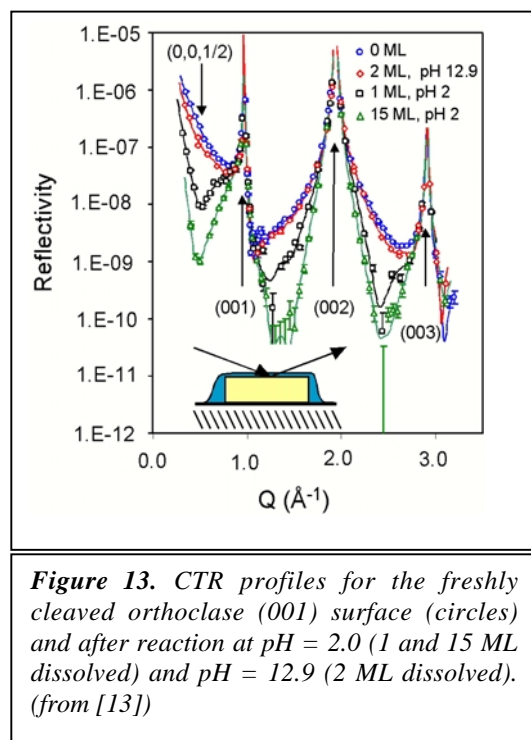 1.E-05
1.E-06
1.E-07
1.E-08
1.E-09
1.E-10
1.E-11
1.E-12
Reflectivity
(0,0,1/2)
0 ML
2 ML, pH 12.9
1 ML, pH 2
15 ML, pH 2
(001)
(002)
(003)
0.0 1.0 2.0 3.0
Q (Å⁻¹)
Figure 13. CTR profiles for the freshly
cleaved orthoclase (001) surface (circles)
and after reaction at pH = 2.0 (1 and 15 ML
dissolved) and pH = 12.9 (2 ML dissolved).
(from [13])